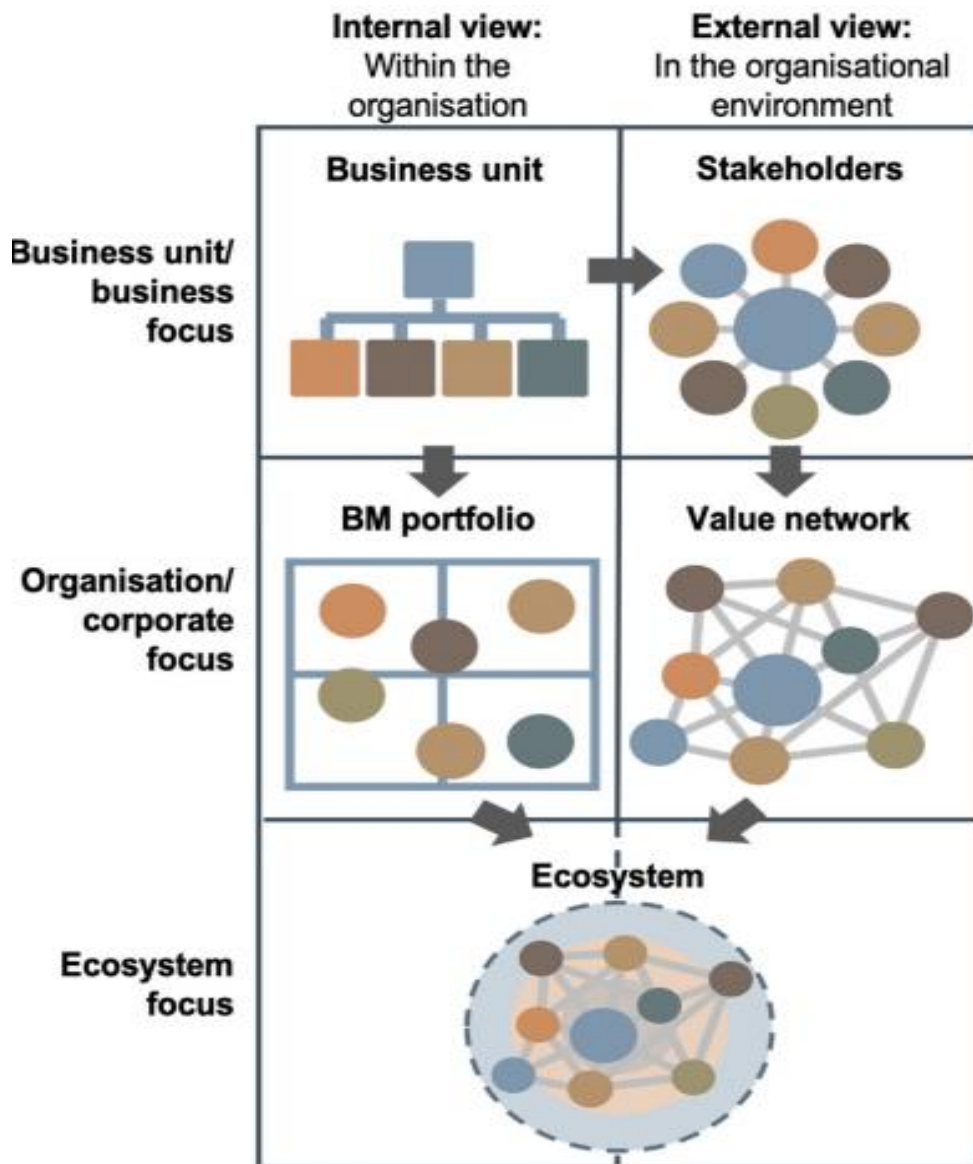 Internal view:
Within the
organisation
External view:
In the organisational
environment
Business unit/
business
focus
Business unit
Stakeholders
Organisation/
corporate
focus
BM portfolio
Value network
Ecosystem
focus
Ecosystem